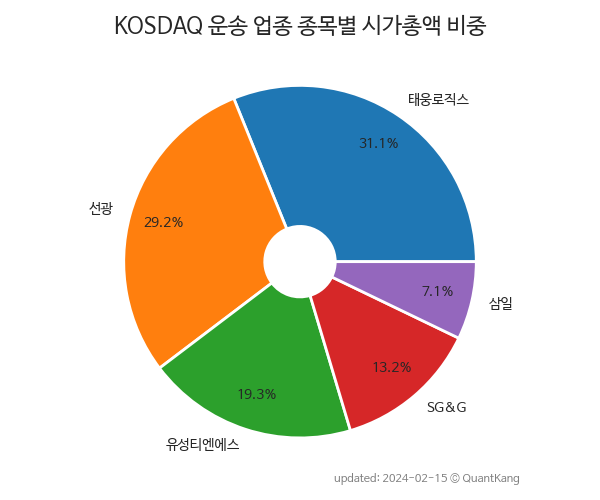 KOSDAQ 운송 업종 종목별 시가총액 비중
태웅로직스
31.1%
선광
29.2%
7.1%
삼일
13.2%
19.3%
SG&G
유성티엔에스
updated: 2024-02-15 © QuantKang